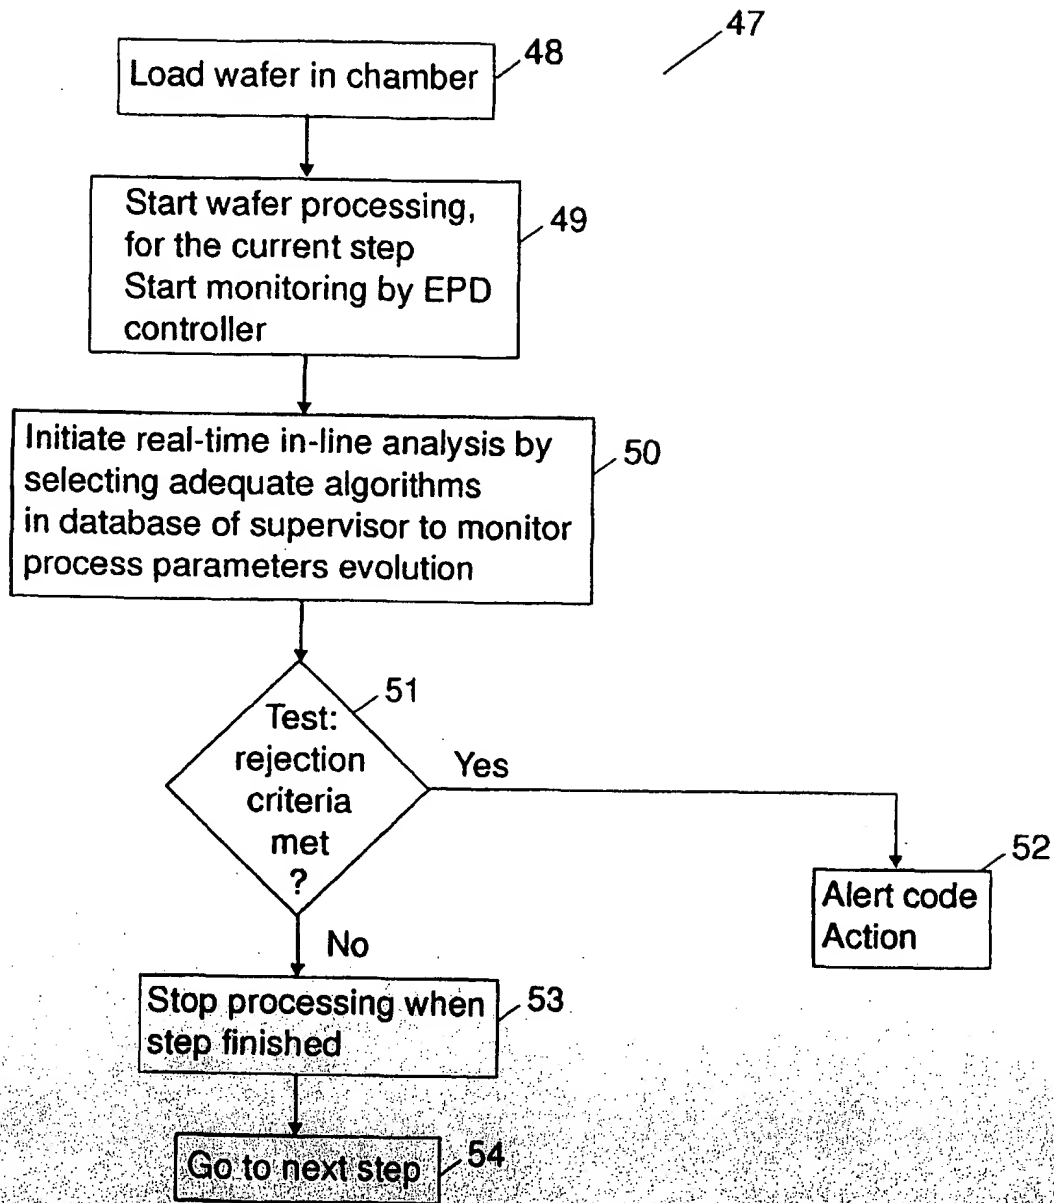 47
Load wafer in chamber
48
Start wafer processing,
for the current step
Start monitoring by EPD
controller
49
Initiate real-time in-line analysis by
selecting adequate algorithms
in database of supervisor to monitor
process parameters evolution
50
Test:
rejection
criteria
met
?
51
Yes
Alert code
Action
52
No
Stop processing when
step finished
53
Go to next step
54